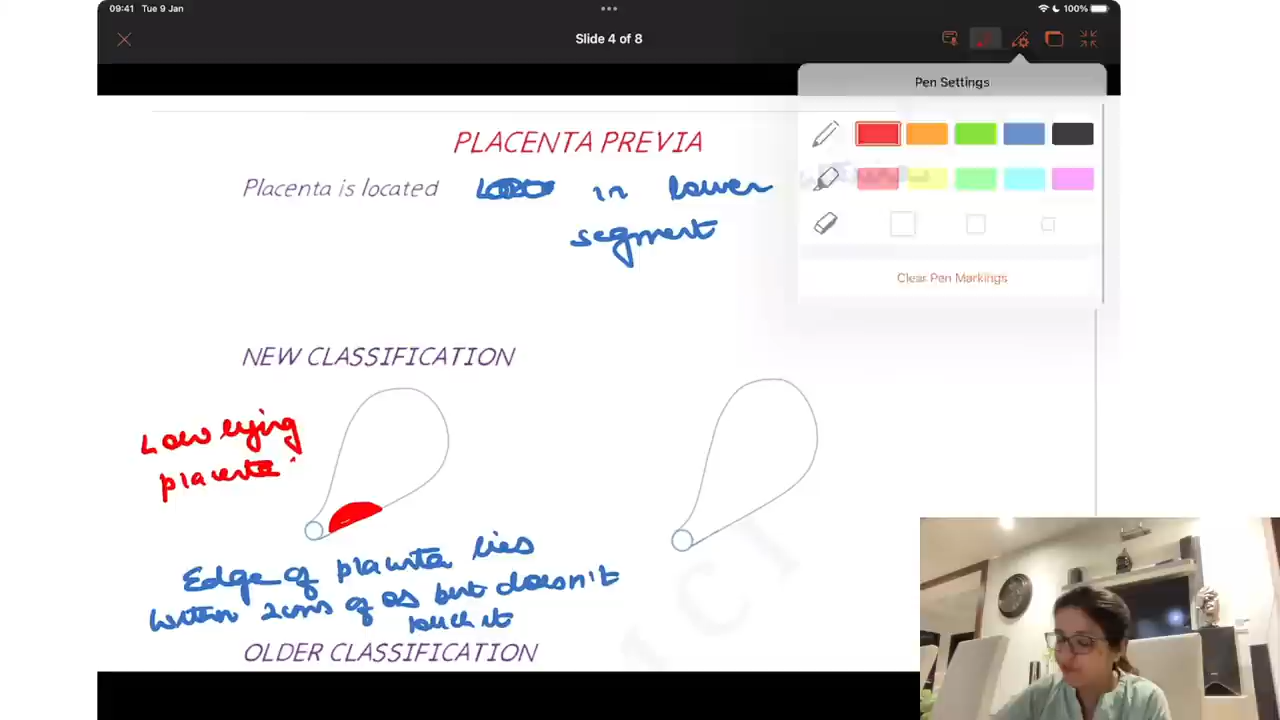 09:41 Tue 9 Jan
100%
Slide 4 of 8
Pen Settings
PLACENTA PREVIA
Placenta is located in lower
segment
Clear Pen Markings
NEW CLASSIFICATION
Low lying
placenta
Edge of placenta lies
within 2cms of os but doesn't
touch it
OLDER CLASSIFICATION